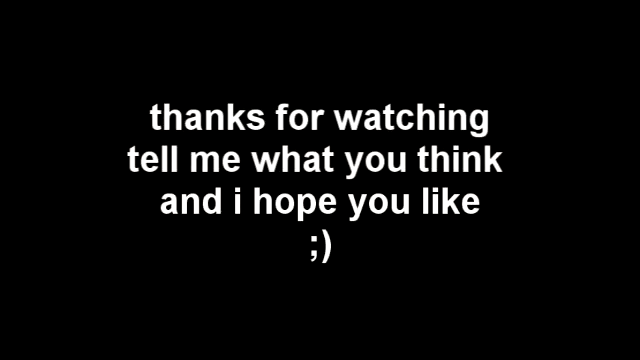 thanks for watching
tell me what you think
and i hope you like
;)